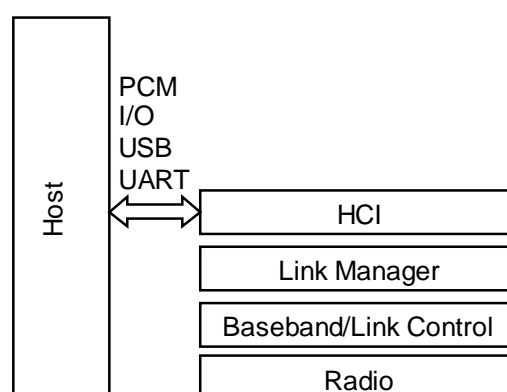 Host
PCM
I/O
USB
UART
HCI
Link Manager
Baseband/Link Control
Radio